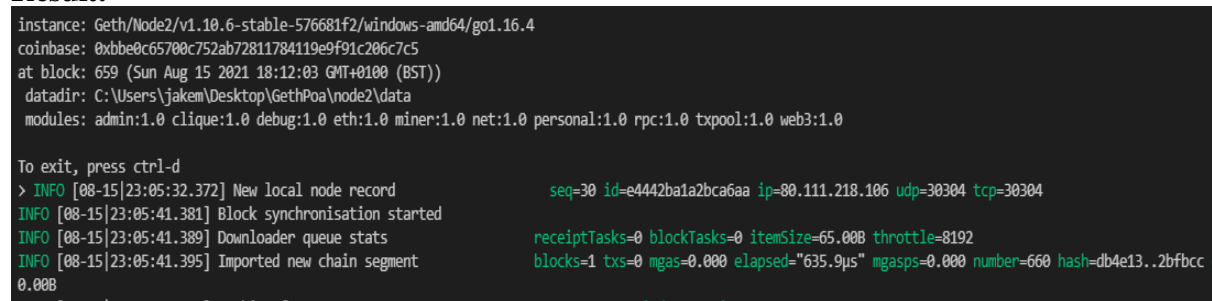 instance: Geth/Node2/v1.10.6-stable-576681f2/windows-amd64/go1.16.4
coinbase: 0xbbe0c65700c752ab72811784119e9f91c206c7c5
at block: 659 (Sun Aug 15 2021 18:12:03 GMT+0100 (BST))
datadir: C:\Users\jakem\Desktop\GethPoa\node2\data
modules: admin:1.0 clique:1.0 debug:1.0 eth:1.0 miner:1.0 net:1.0 personal:1.0 rpc:1.0 txpool:1.0 web3:1.0
To exit, press ctrl-d
> INFO [08-15|23:05:32.372] New local node record seq=30 id=e4442ba1a2bca6aa ip=80.111.218.106 udp=30304 tcp=30304
INFO [08-15|23:05:41.381] Block synchronisation started
INFO [08-15|23:05:41.389] Downloader queue stats receiptTasks=0 blockTasks=0 itemSize=65.00B throttle=8192
INFO [08-15|23:05:41.395] Imported new chain segment blocks=1 txs=0 mgas=0.000 elapsed="635.9µs" mgasps=0.000 number=660 hash=db4e13..2bfbcc
0.00B